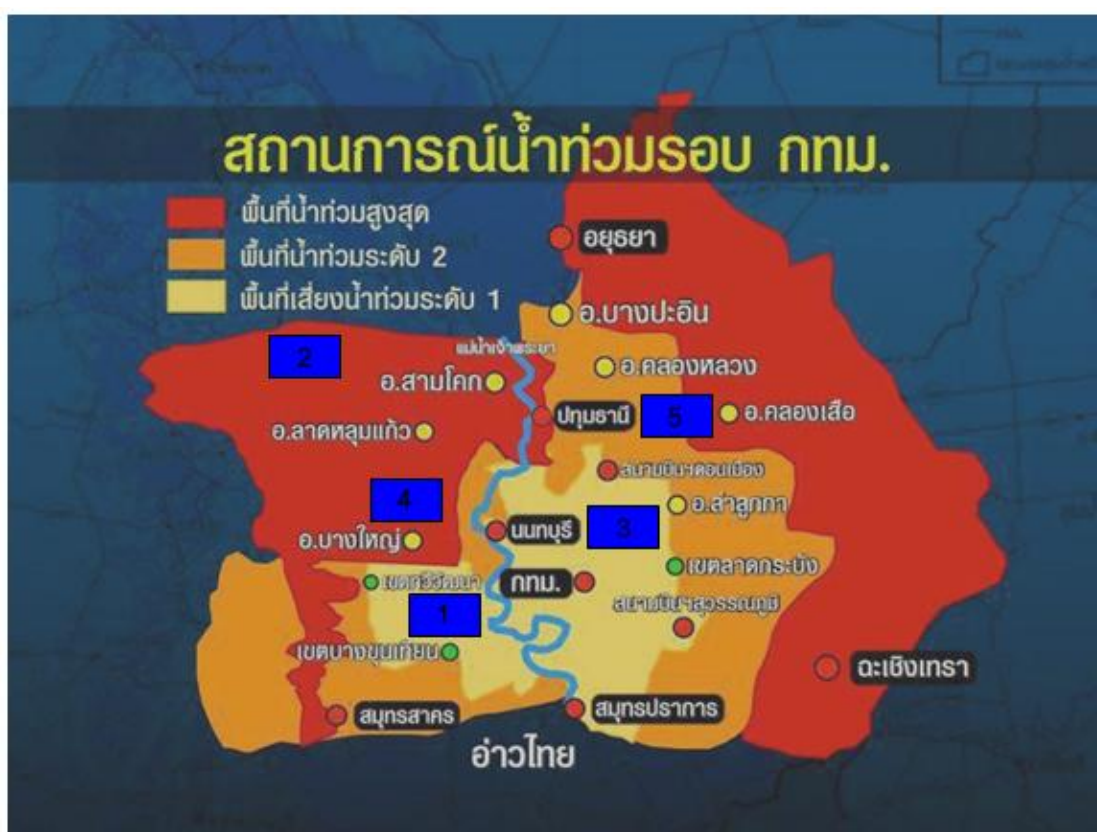 สถานการณ์น้ำท่วมรอบ กทม.
พื้นที่น้ำท่วมสูงสุด
พื้นที่น้ำท่วมระดับ 2
พื้นที่เสี่ยงน้ำท่วมระดับ 1
อยุธยา
อ.บางปะอิน
2
แม่น้ำเจ้าพระยา
อ.คลองหลวง
อ.สามโคก
ปทุมธานี
5
อ.คลองเสือ
อ.ลาดหลุมแก้ว
สนามบินฯดอนเมือง
4
อ.ลำลูกกา
นนทบุรี
3
อ.บางใหญ่
เขตลาดกระบัง
เขตทวีวัฒนา
กทม.
1
สนามบินฯสุวรรณภูมิ
เขตบางขุนเทียน
ฉะเชิงเทรา
สมุทรสาคร
สมุทรปราการ
อ่าวไทย